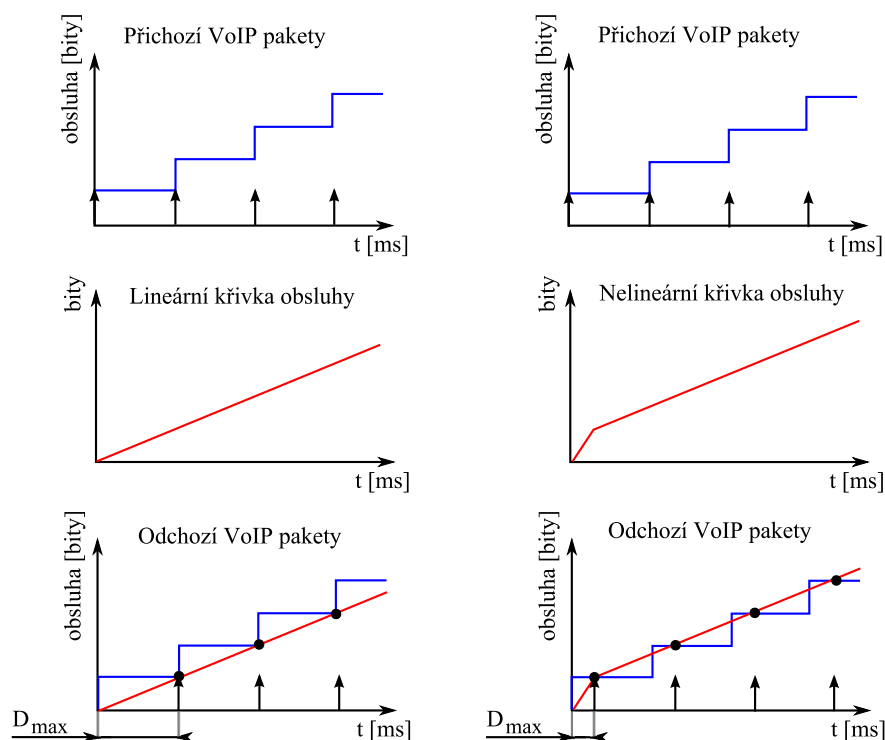 Příchozí VoIP pakety
obsluha [bity]
t [ms]
Příchozí VoIP pakety
obsluha [bity]
t [ms]
Lineární křivka obsluhy
bity
t [ms]
Nelineární křivka obsluhy
bity
t [ms]
Odchozí VoIP pakety
obsluha [bity]
t [ms]
D max
Odchozí VoIP pakety
obsluha [bity]
t [ms]
D max